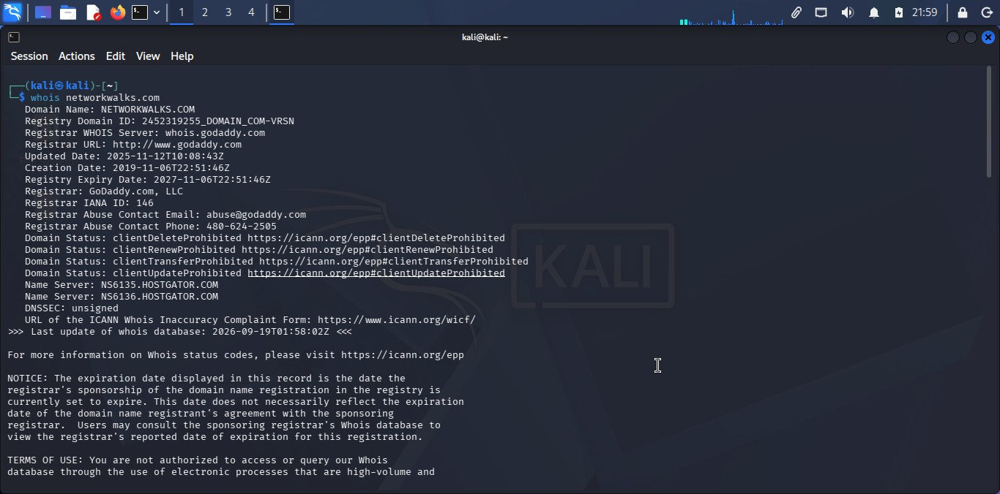 1 2 3 4 21:59
kali@kali: ~
Session Actions Edit View Help
┌──(kali㉿kali)-[~]
└─$ whois networkwalks.com
Domain Name: NETWORKWALKS.COM
Registry Domain ID: 2452319255_DOMAIN_COM-VRSN
Registrar WHOIS Server: whois.godaddy.com
Registrar URL: http://www.godaddy.com
Updated Date: 2025-11-12T10:08:43Z
Creation Date: 2019-11-06T22:51:46Z
Registry Expiry Date: 2027-11-06T22:51:46Z
Registrar: GoDaddy.com, LLC
Registrar IANA ID: 146
Registrar Abuse Contact Email: abuse@godaddy.com
Registrar Abuse Contact Phone: 480-624-2505
Domain Status: clientDeleteProhibited https://icann.org/epp#clientDeleteProhibited
Domain Status: clientRenewProhibited https://icann.org/epp#clientRenewProhibited
Domain Status: clientTransferProhibited https://icann.org/epp#clientTransferProhibited
Domain Status: clientUpdateProhibited https://icann.org/epp#clientUpdateProhibited
Name Server: NS6135.HOSTGATOR.COM
Name Server: NS6136.HOSTGATOR.COM
DNSSEC: unsigned
URL of the ICANN Whois Inaccuracy Complaint Form: https://www.icann.org/wicf/
>>> Last update of whois database: 2026-09-19T01:58:02Z <<<
For more information on Whois status codes, please visit https://icann.org/epp
NOTICE: The expiration date displayed in this record is the date the
registrar's sponsorship of the domain name registration in the registry is
currently set to expire. This date does not necessarily reflect the expiration
date of the domain name registrant's agreement with the sponsoring
registrar.  Users may consult the sponsoring registrar's Whois database to
view the registrar's reported date of expiration for this registration.
TERMS OF USE: You are not authorized to access or query our Whois
database through the use of electronic processes that are high-volume and
KALI